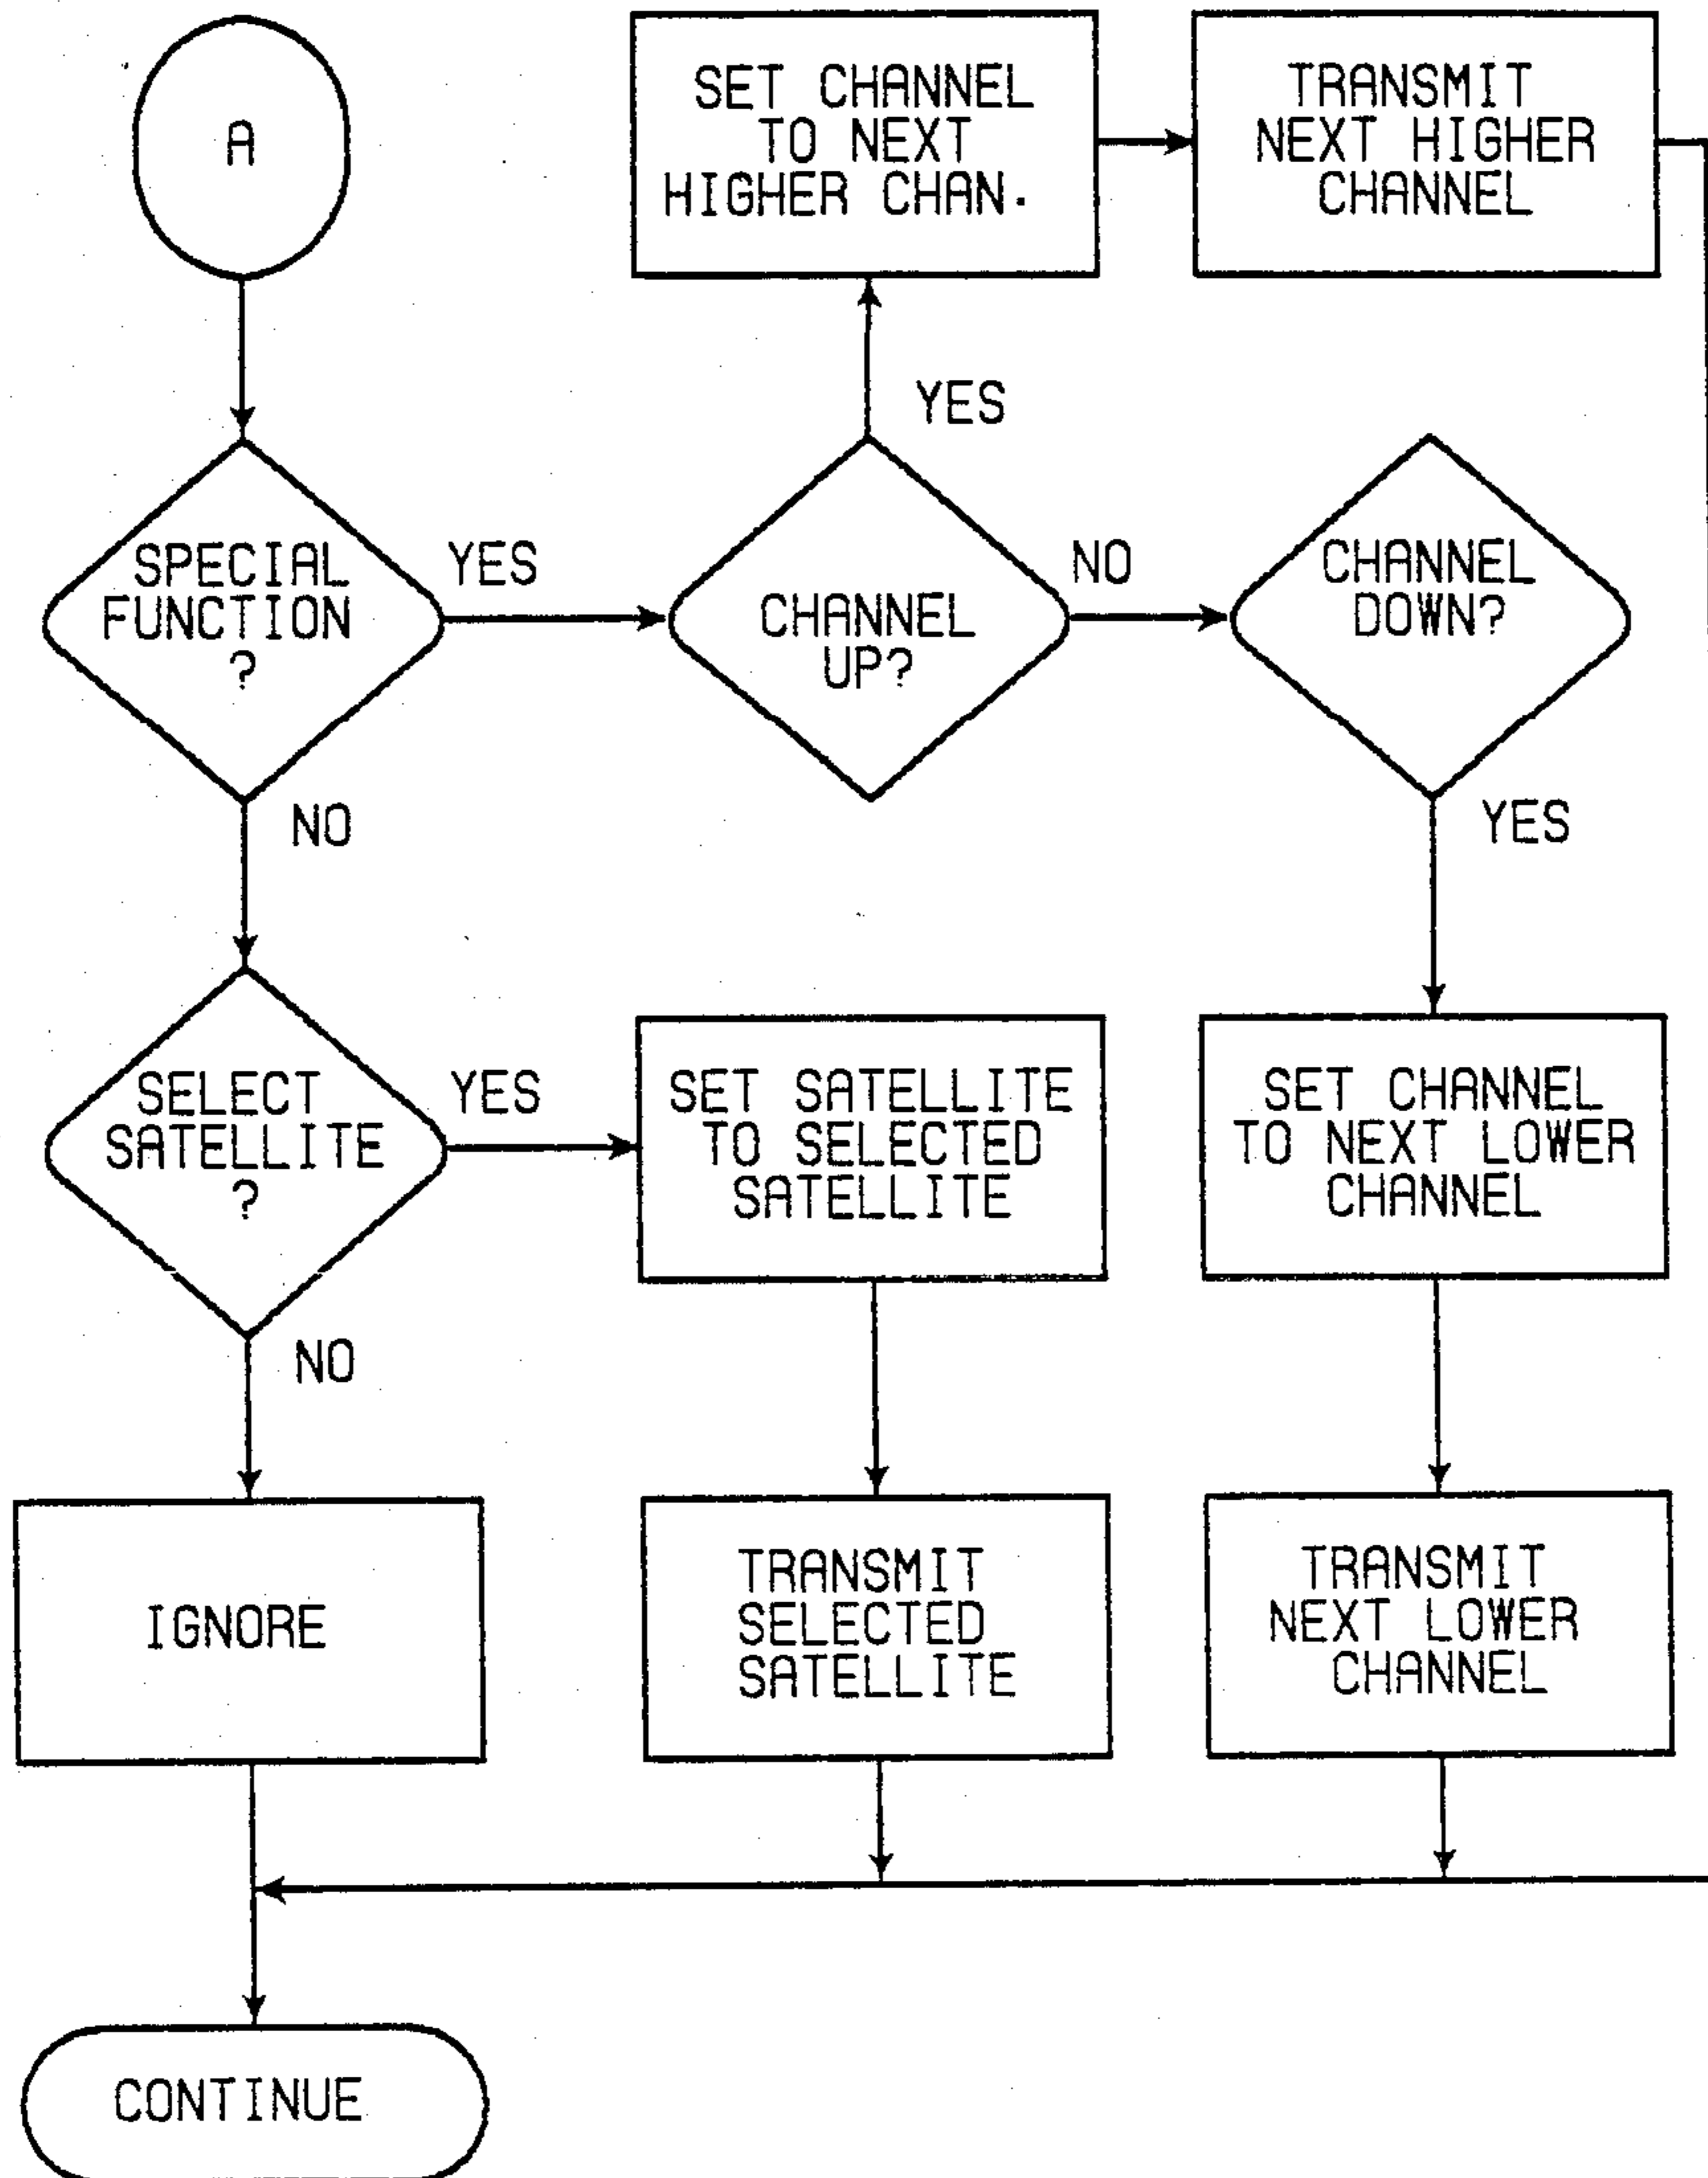 A
SET CHANNEL
TO NEXT
HIGHER CHAN.
TRANSMIT
NEXT HIGHER
CHANNEL
YES
SPECIAL
FUNCTION
?
YES
CHANNEL
UP?
NO
CHANNEL
DOWN?
NO
YES
SELECT
SATELLITE
?
YES
SET SATELLITE
TO SELECTED
SATELLITE
SET CHANNEL
TO NEXT LOWER
CHANNEL
NO
IGNORE
TRANSMIT
SELECTED
SATELLITE
TRANSMIT
NEXT LOWER
CHANNEL
CONTINUE